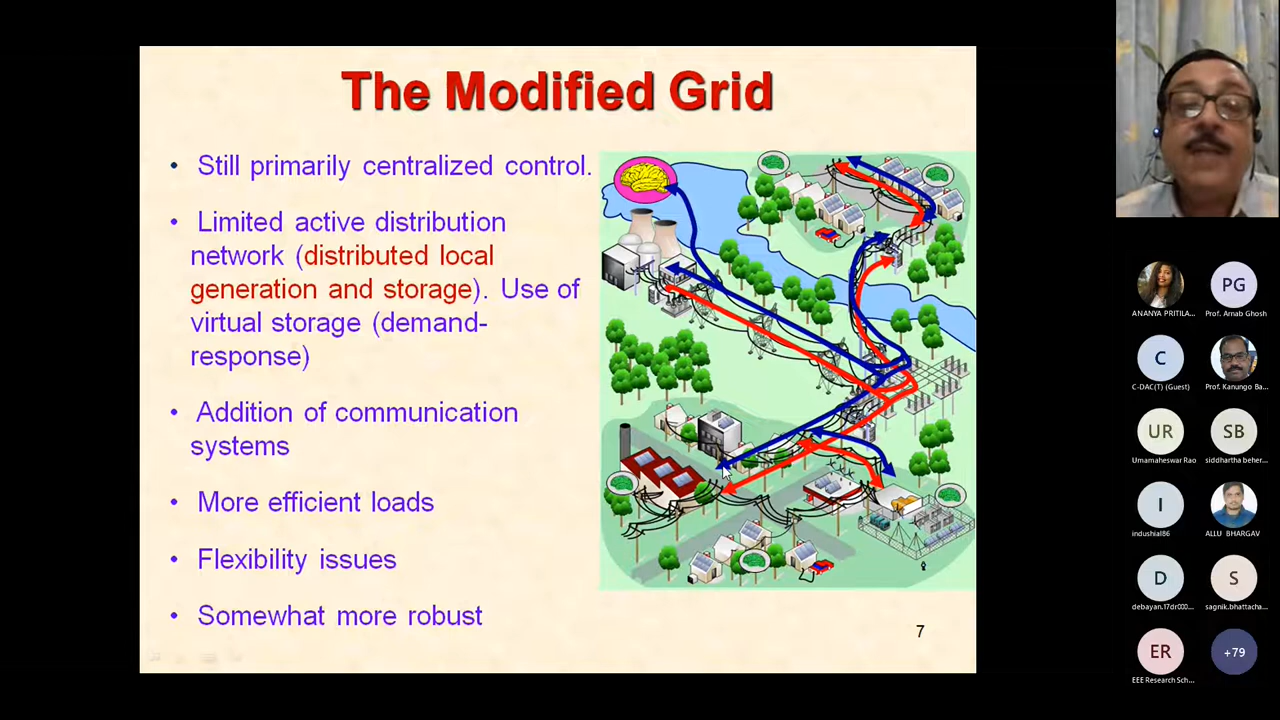 The Modified Grid
• Still primarily centralized control.
• Limited active distribution
network (distributed local
generation and storage). Use of
virtual storage (demand-
response)
• Addition of communication
systems
• More efficient loads
• Flexibility issues
• Somewhat more robust
7
PG
ANANYA PRITILA...
Prof. Arnab Ghosh
C
C-DAC(T) (Guest)
Prof. Kanungo Ba...
UR
SB
Umamaheswar Rao
siddhartha beher...
I
indushial86
ALLU BHARGAV
D
S
debayan.17dr000...
sagnik.bhattacha...
ER
+79
EEE Research Sch...